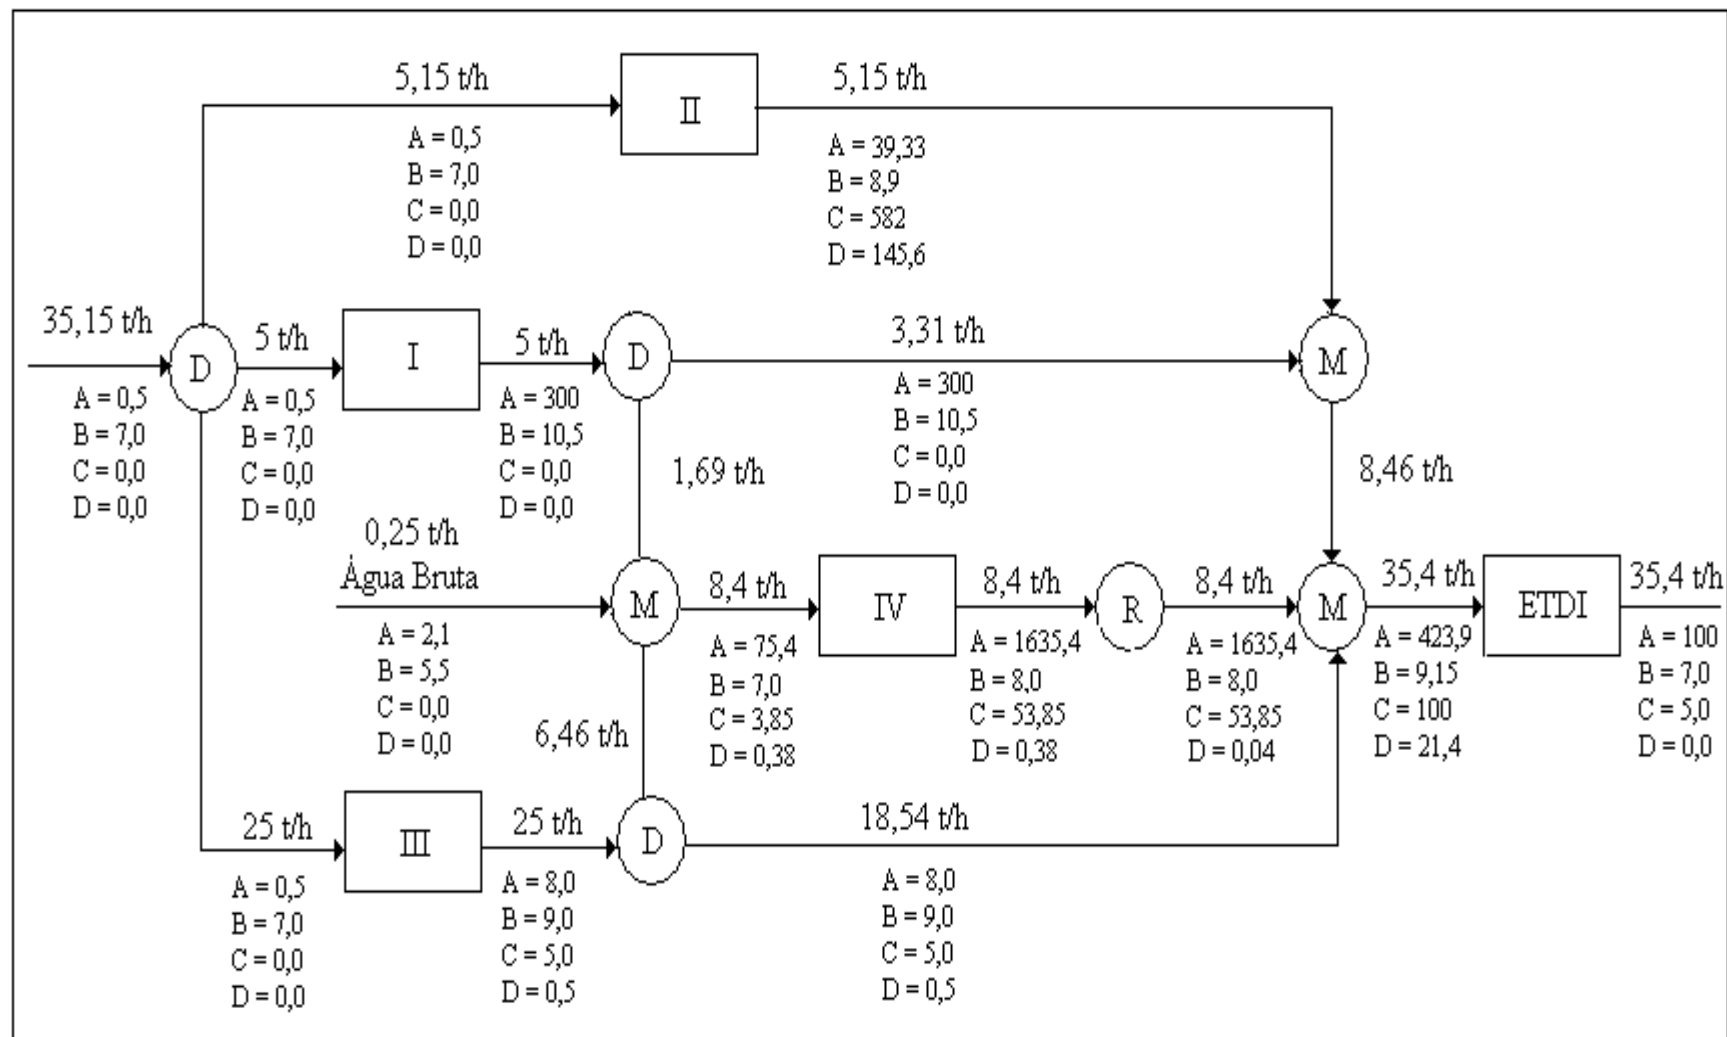 5,15 t/h
II
5,15 t/h
A = 0,5
B = 7,0
C = 0,0
D = 0,0
A = 39,33
B = 8,9
C = 582
D = 145,6
35,15 t/h
D
A = 0,5
B = 7,0
C = 0,0
D = 0,0
5 t/h
A = 0,5
B = 7,0
C = 0,0
D = 0,0
I
5 t/h
A = 300
B = 10,5
C = 0,0
D = 0,0
D
3,31 t/h
A = 300
B = 10,5
C = 0,0
D = 0,0
M
1,69 t/h
8,46 t/h
0,25 t/h
Água Bruta
A = 2,1
B = 5,5
C = 0,0
D = 0,0
M
8,4 t/h
A = 75,4
B = 7,0
C = 3,85
D = 0,38
IV
8,4 t/h
A = 1635,4
B = 8,0
C = 53,85
D = 0,38
R
8,4 t/h
A = 1635,4
B = 8,0
C = 53,85
D = 0,04
M
35,4 t/h
A = 423,9
B = 9,15
C = 100
D = 21,4
ETDI
35,4 t/h
A = 100
B = 7,0
C = 5,0
D = 0,0
6,46 t/h
25 t/h
A = 0,5
B = 7,0
C = 0,0
D = 0,0
III
25 t/h
A = 8,0
B = 9,0
C = 5,0
D = 0,5
D
18,54 t/h
A = 8,0
B = 9,0
C = 5,0
D = 0,5